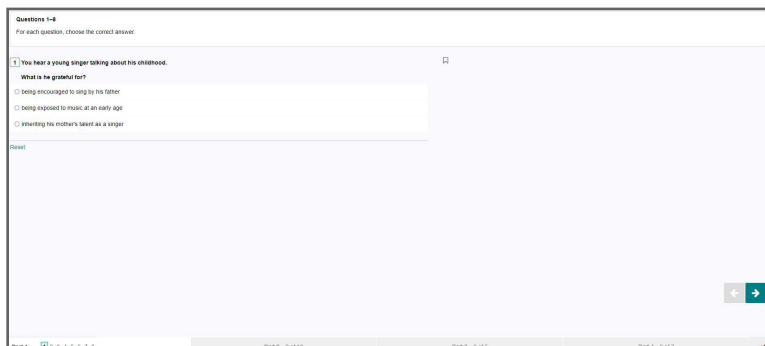 Questions 1–8
For each question, choose the correct answer.
1 You hear a young singer talking about his childhood.
What is he grateful for?
being encouraged to sing by his father
being exposed to music at an early age
inheriting his mother's talent as a singer
Reset